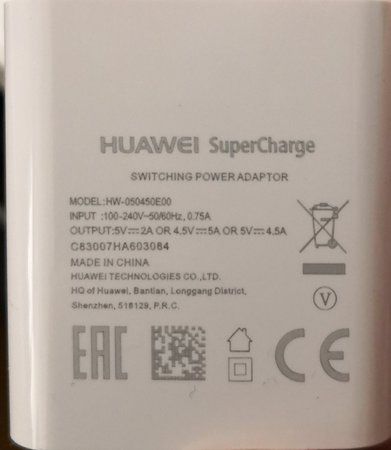 HUAWEI SuperCharge
SWITCHING POWER ADAPTOR
MODEL:HW-050450E00
INPUT :100-240V~50/60Hz, 0.75A
OUTPUT:5V⎓2A OR 4.5V⎓5A OR 5V⎓4.5A
C83007HA603084
MADE IN CHINA
HUAWEI TECHNOLOGIES CO.,LTD.
HQ of Huawei, Bantian, Longgang District,
Shenzhen, 518129, P.R.C.
V
EAC
CE